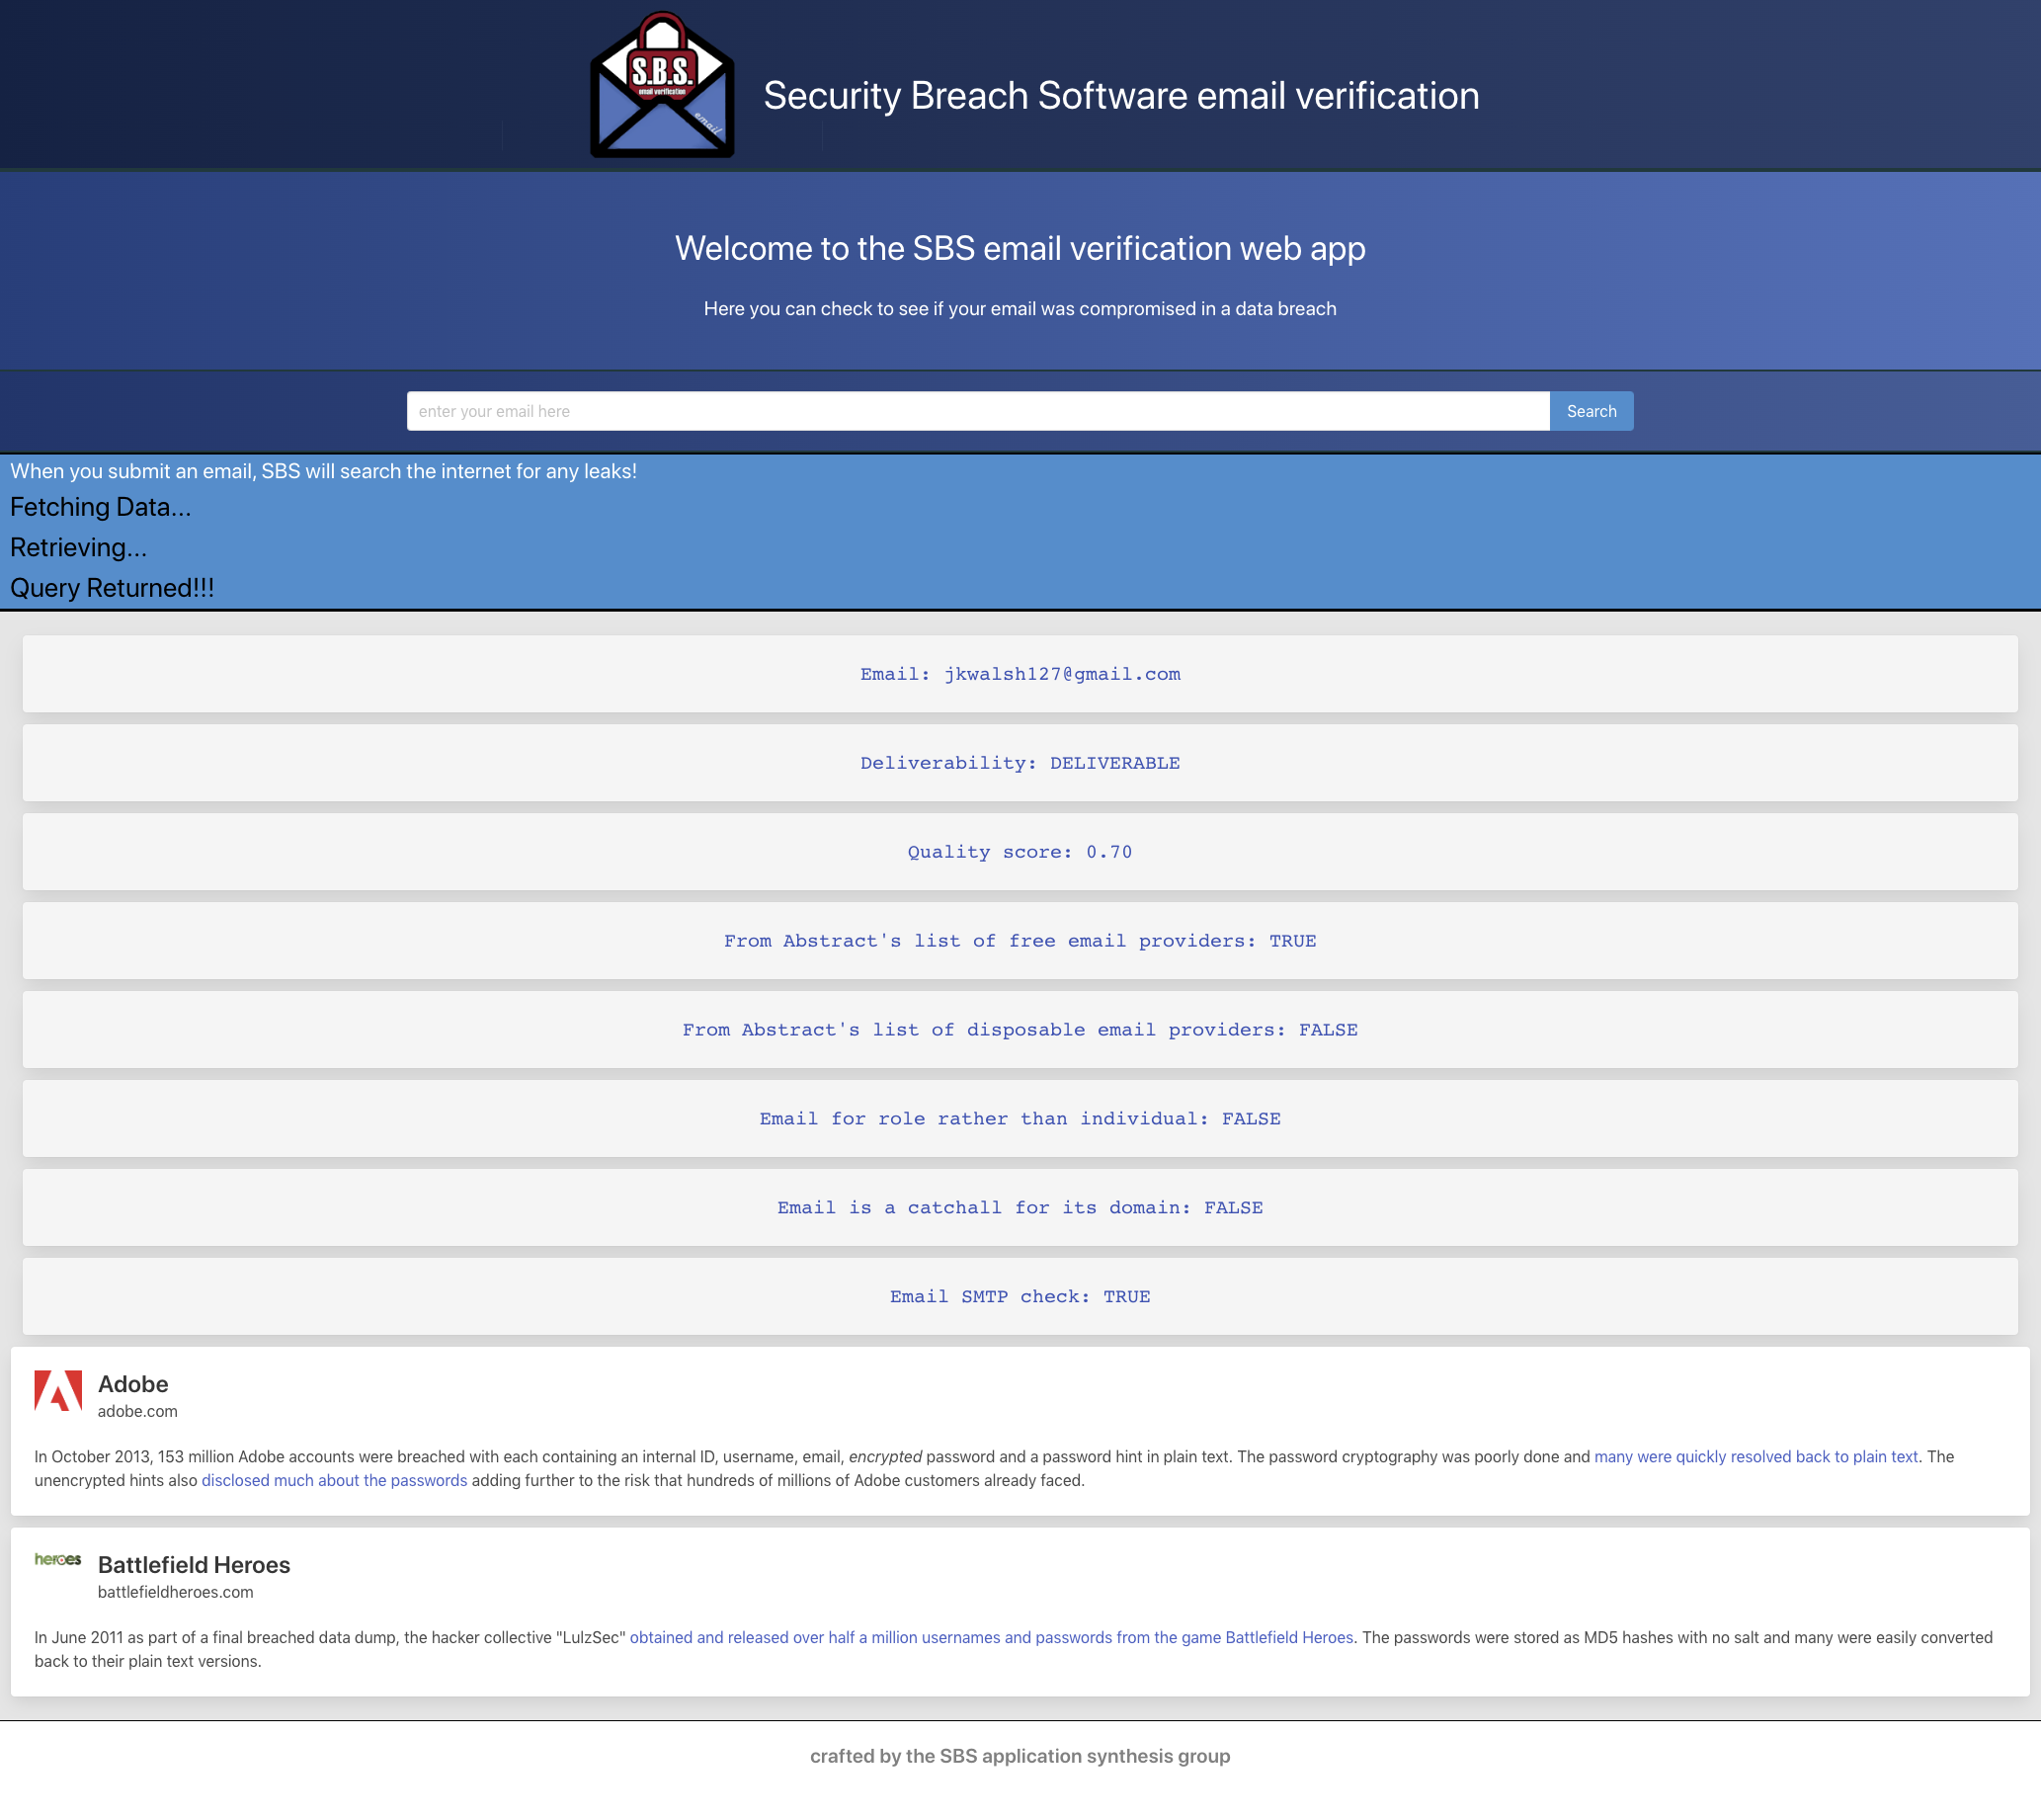 S.B.S.
email verification
email
Security Breach Software email verification
Welcome to the SBS email verification web app
Here you can check to see if your email was compromised in a data breach
enter your email here
Search
When you submit an email, SBS will search the internet for any leaks!
Fetching Data...
Retrieving...
Query Returned!!!
Email: jkwalsh127@gmail.com
Deliverability: DELIVERABLE
Quality score: 0.70
From Abstract's list of free email providers: TRUE
From Abstract's list of disposable email providers: FALSE
Email for role rather than individual: FALSE
Email is a catchall for its domain: FALSE
Email SMTP check: TRUE
Adobe
adobe.com
In October 2013, 153 million Adobe accounts were breached with each containing an internal ID, username, email, encrypted password and a password hint in plain text. The password cryptography was poorly done and many were quickly resolved back to plain text. The
unencrypted hints also disclosed much about the passwords adding further to the risk that hundreds of millions of Adobe customers already faced.
heroes
Battlefield Heroes
battlefieldheroes.com
In June 2011 as part of a final breached data dump, the hacker collective "LulzSec" obtained and released over half a million usernames and passwords from the game Battlefield Heroes. The passwords were stored as MD5 hashes with no salt and many were easily converted
back to their plain text versions.
crafted by the SBS application synthesis group